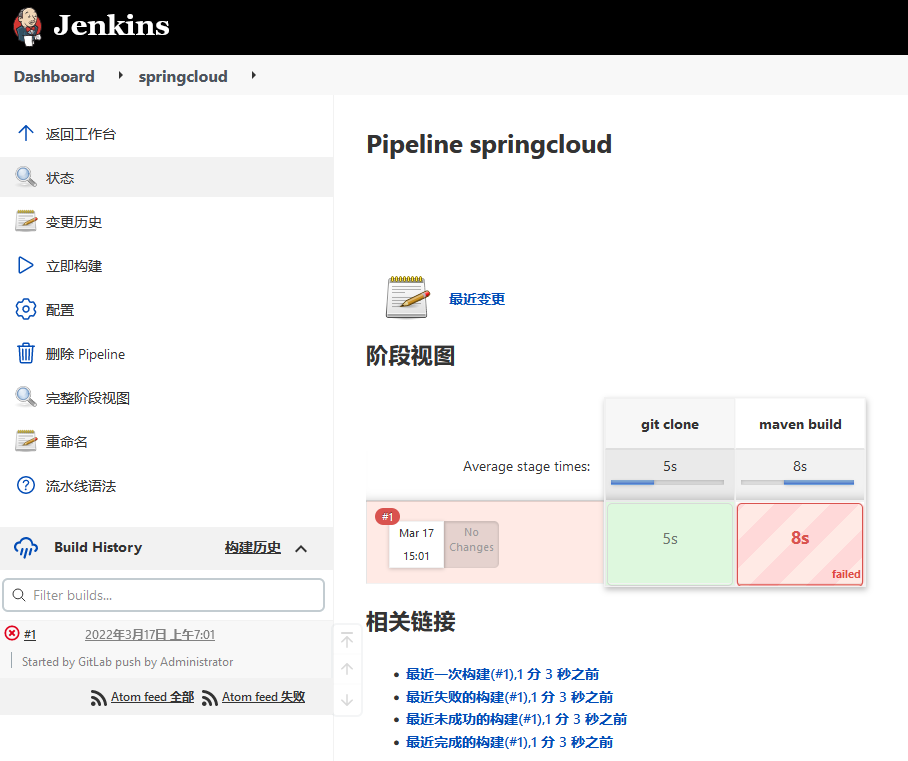 Jenkins
Dashboard springcloud
返回工作台
状态
变更历史
立即构建
配置
删除 Pipeline
完整阶段视图
重命名
流水线语法
Build History 构建历史
Filter builds...
#1 2022年3月17日 上午7:01
Started by GitLab push by Administrator
Atom feed 全部 Atom feed 失败
Pipeline springcloud
最近变更
阶段视图
git clone maven build
Average stage times: 5s 8s
#1
Mar 17
15:01
No
Changes
5s
8s
failed
相关链接
最近一次构建(#1),1 分 3 秒之前
最近失败的构建(#1),1 分 3 秒之前
最近未成功的构建(#1),1 分 3 秒之前
最近完成的构建(#1),1 分 3 秒之前